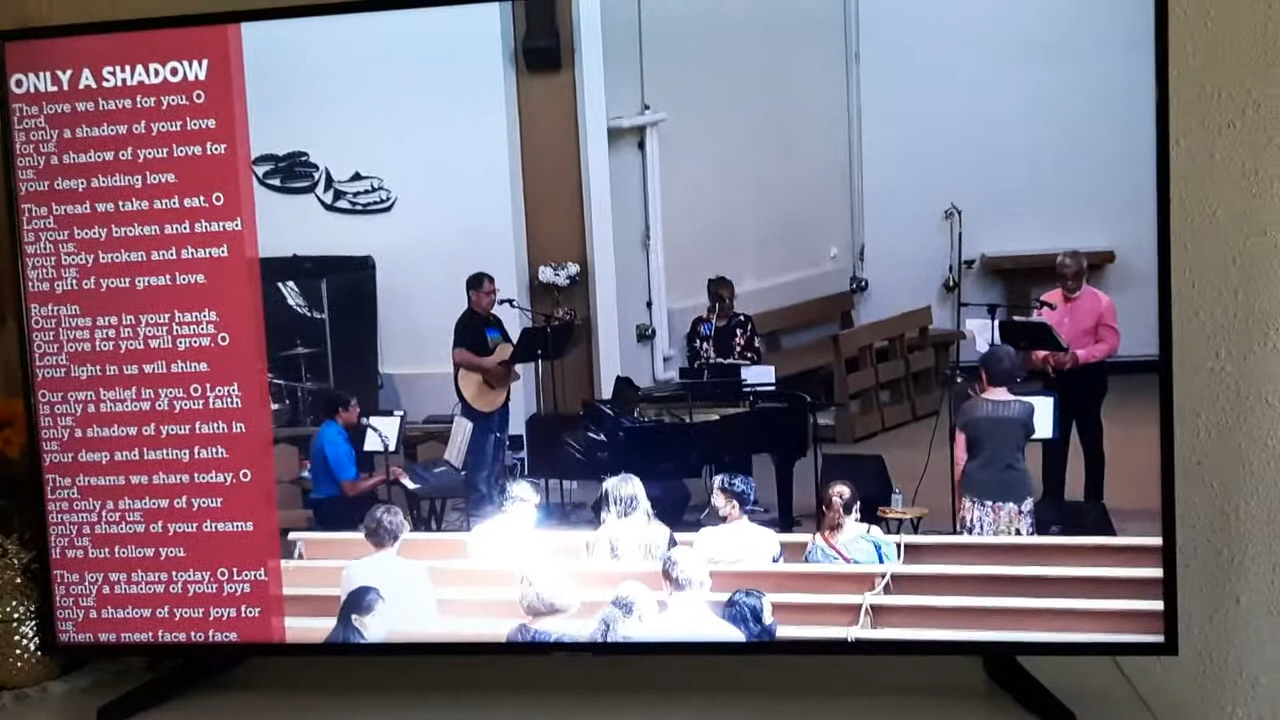 ONLY A SHADOW
The love we have for you, O
Lord,
is only a shadow of your love
for us;
only a shadow of your love for
us;
your deep abiding love.
The bread we take and eat, O
Lord,
is your body broken and shared
with us;
your body broken and shared
with us;
the gift of your great love.
Refrain
Our lives are in your hands,
our lives are in your hands.
Our love for you will grow, O
Lord;
your light in us will shine.
Our own belief in you, O Lord,
is only a shadow of your faith
in us;
only a shadow of your faith in
us;
your deep and lasting faith.
The dreams we share today, O
Lord,
are only a shadow of your
dreams for us;
only a shadow of your dreams
for us;
if we but follow you.
The joy we share today, O Lord,
is only a shadow of your joys
for us;
only a shadow of your joys for
us;
when we meet face to face.